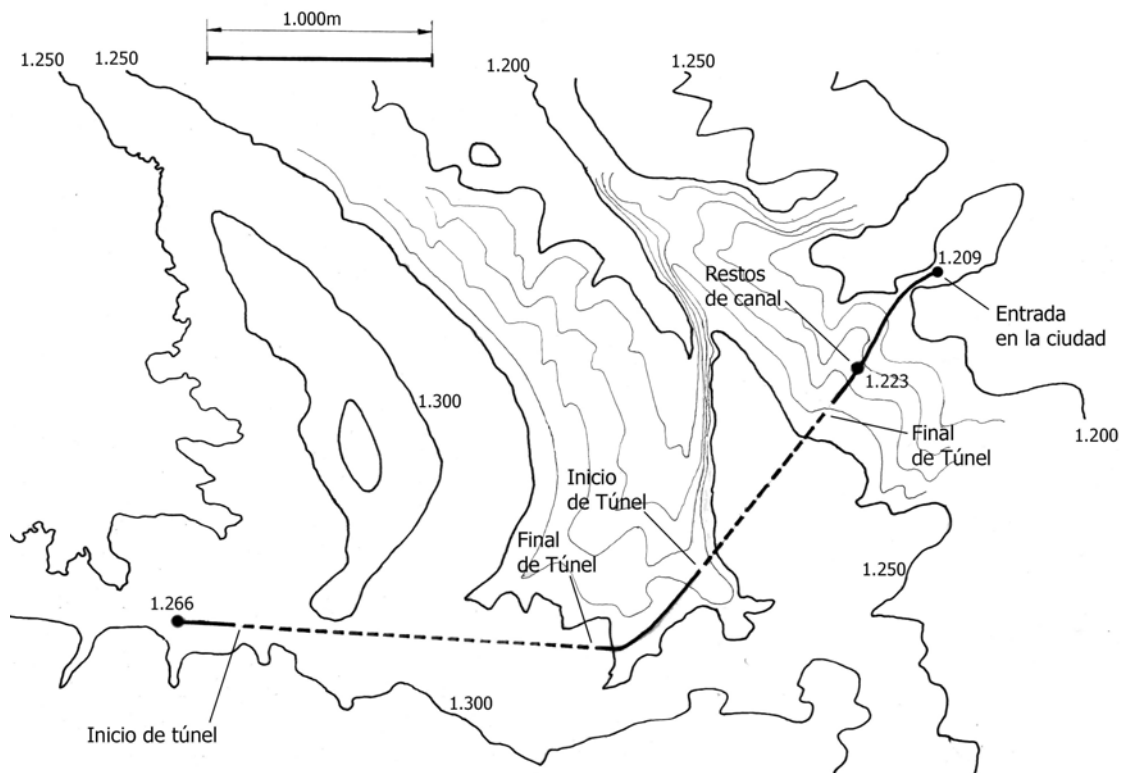 1.000m
1.250
1.250
1.200
1.250
Restos
de canal
1.209
Entrada
en la ciudad
1.223
1.300
1.200
Final
de Túnel
Inicio
de Túnel
Final
de Túnel
1.250
1.266
1.300
Inicio de túnel